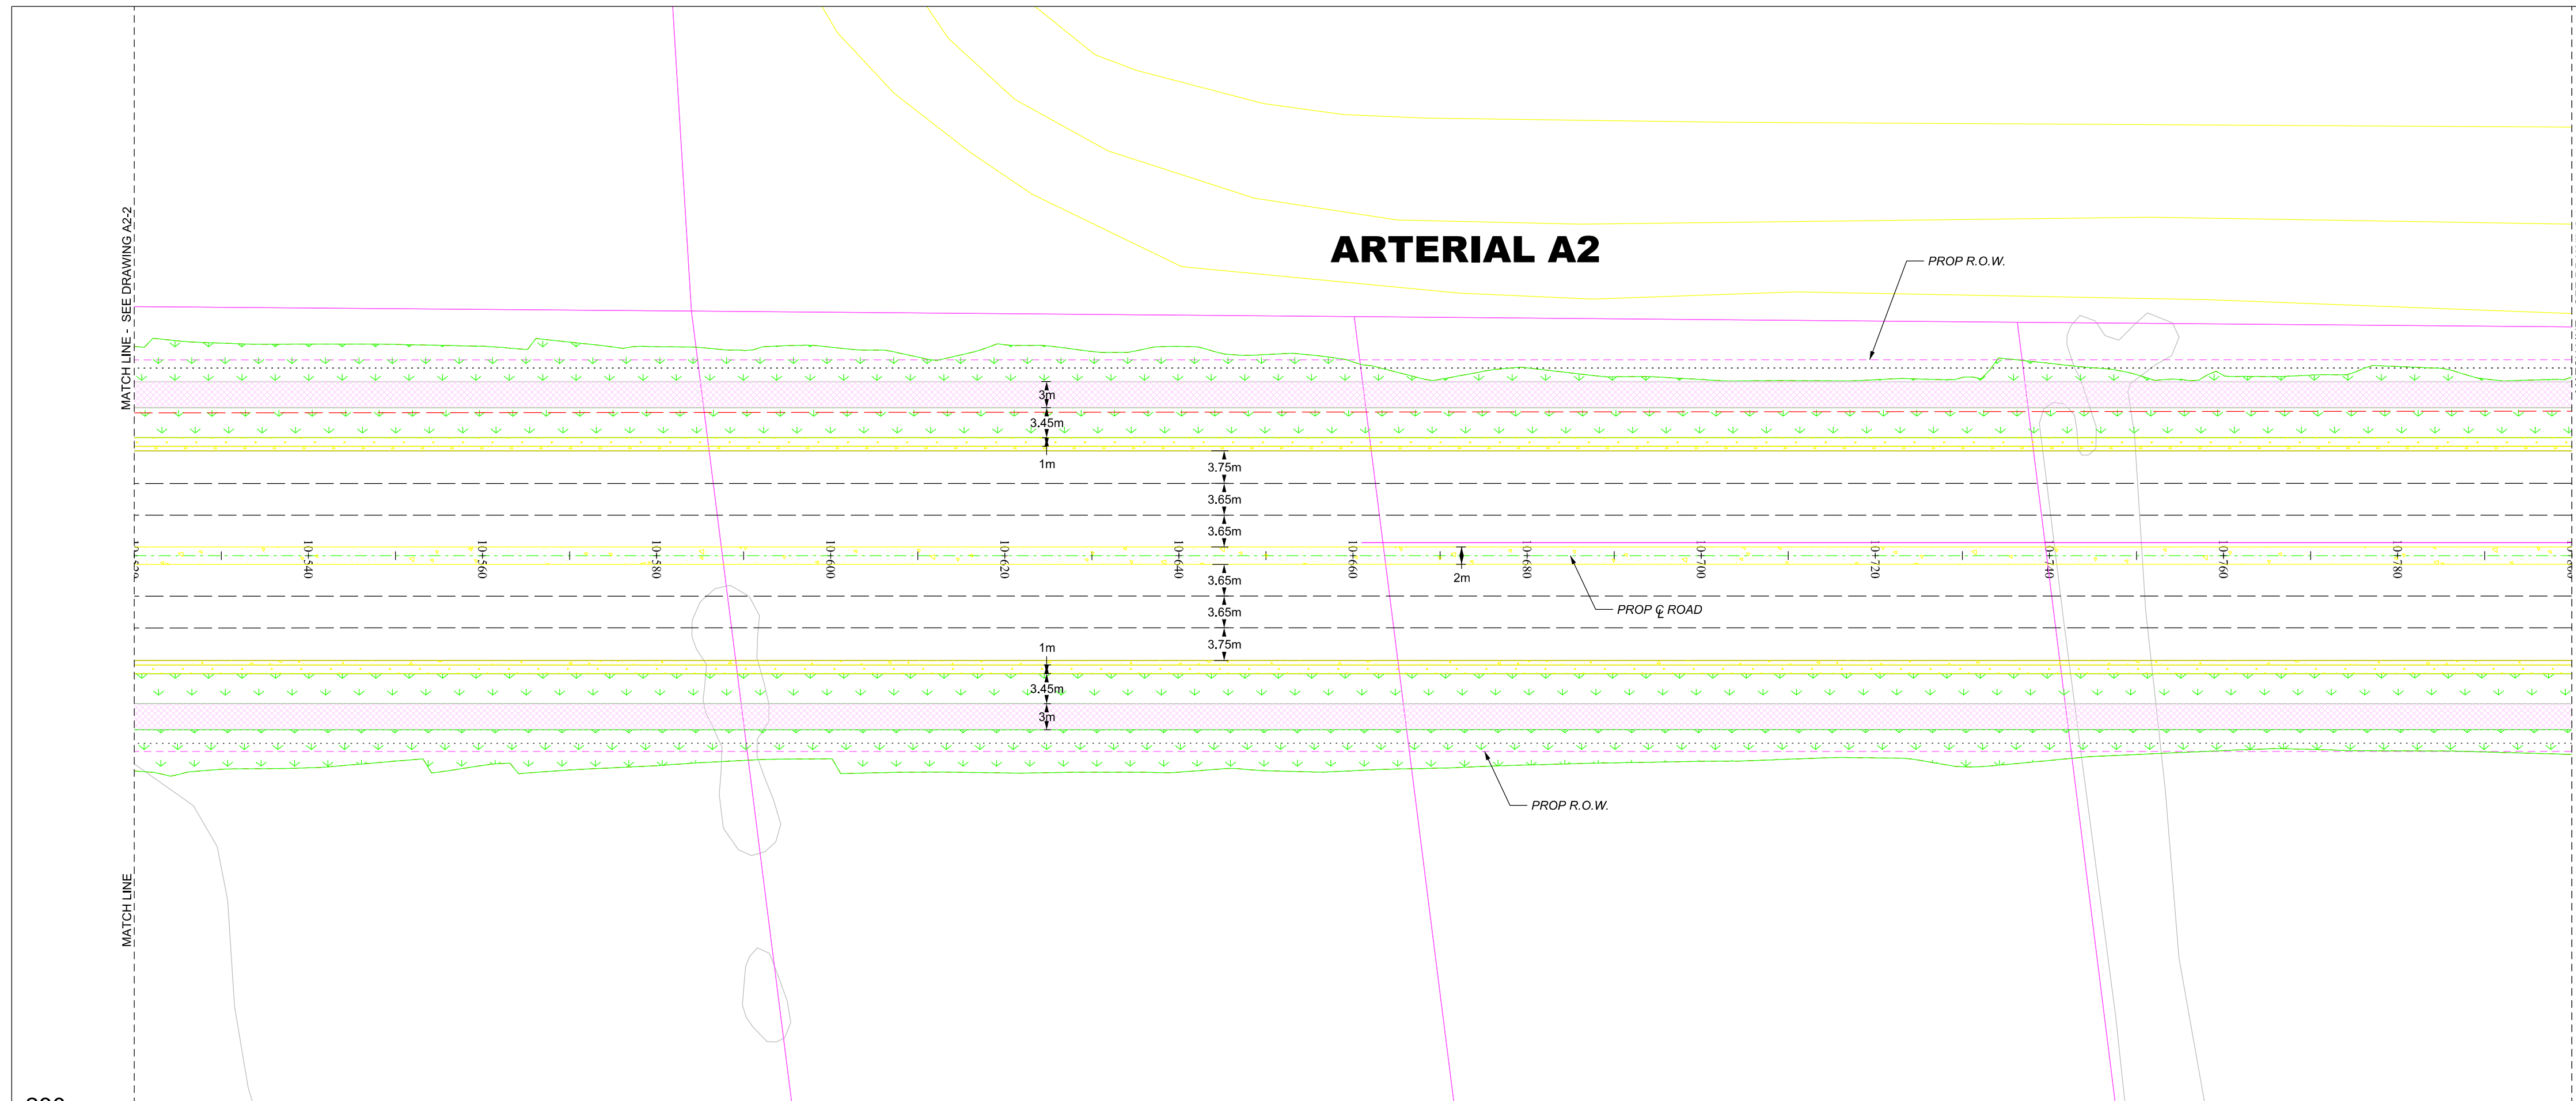 ARTERIAL A2
MATCH LINE - SEE DRAWING A2-2
PROP R.O.W.
3m
3.45m
1m
3.75m
3.65m
3.65m
10+540
10+560
10+580
10+600
10+620
10+640
10+660
10+680
10+700
10+720
10+740
10+760
10+780
2m
3.65m
PROP ℄ ROAD
3.65m
1m
3.75m
3.45m
3m
PROP R.O.W.
MATCH LINE